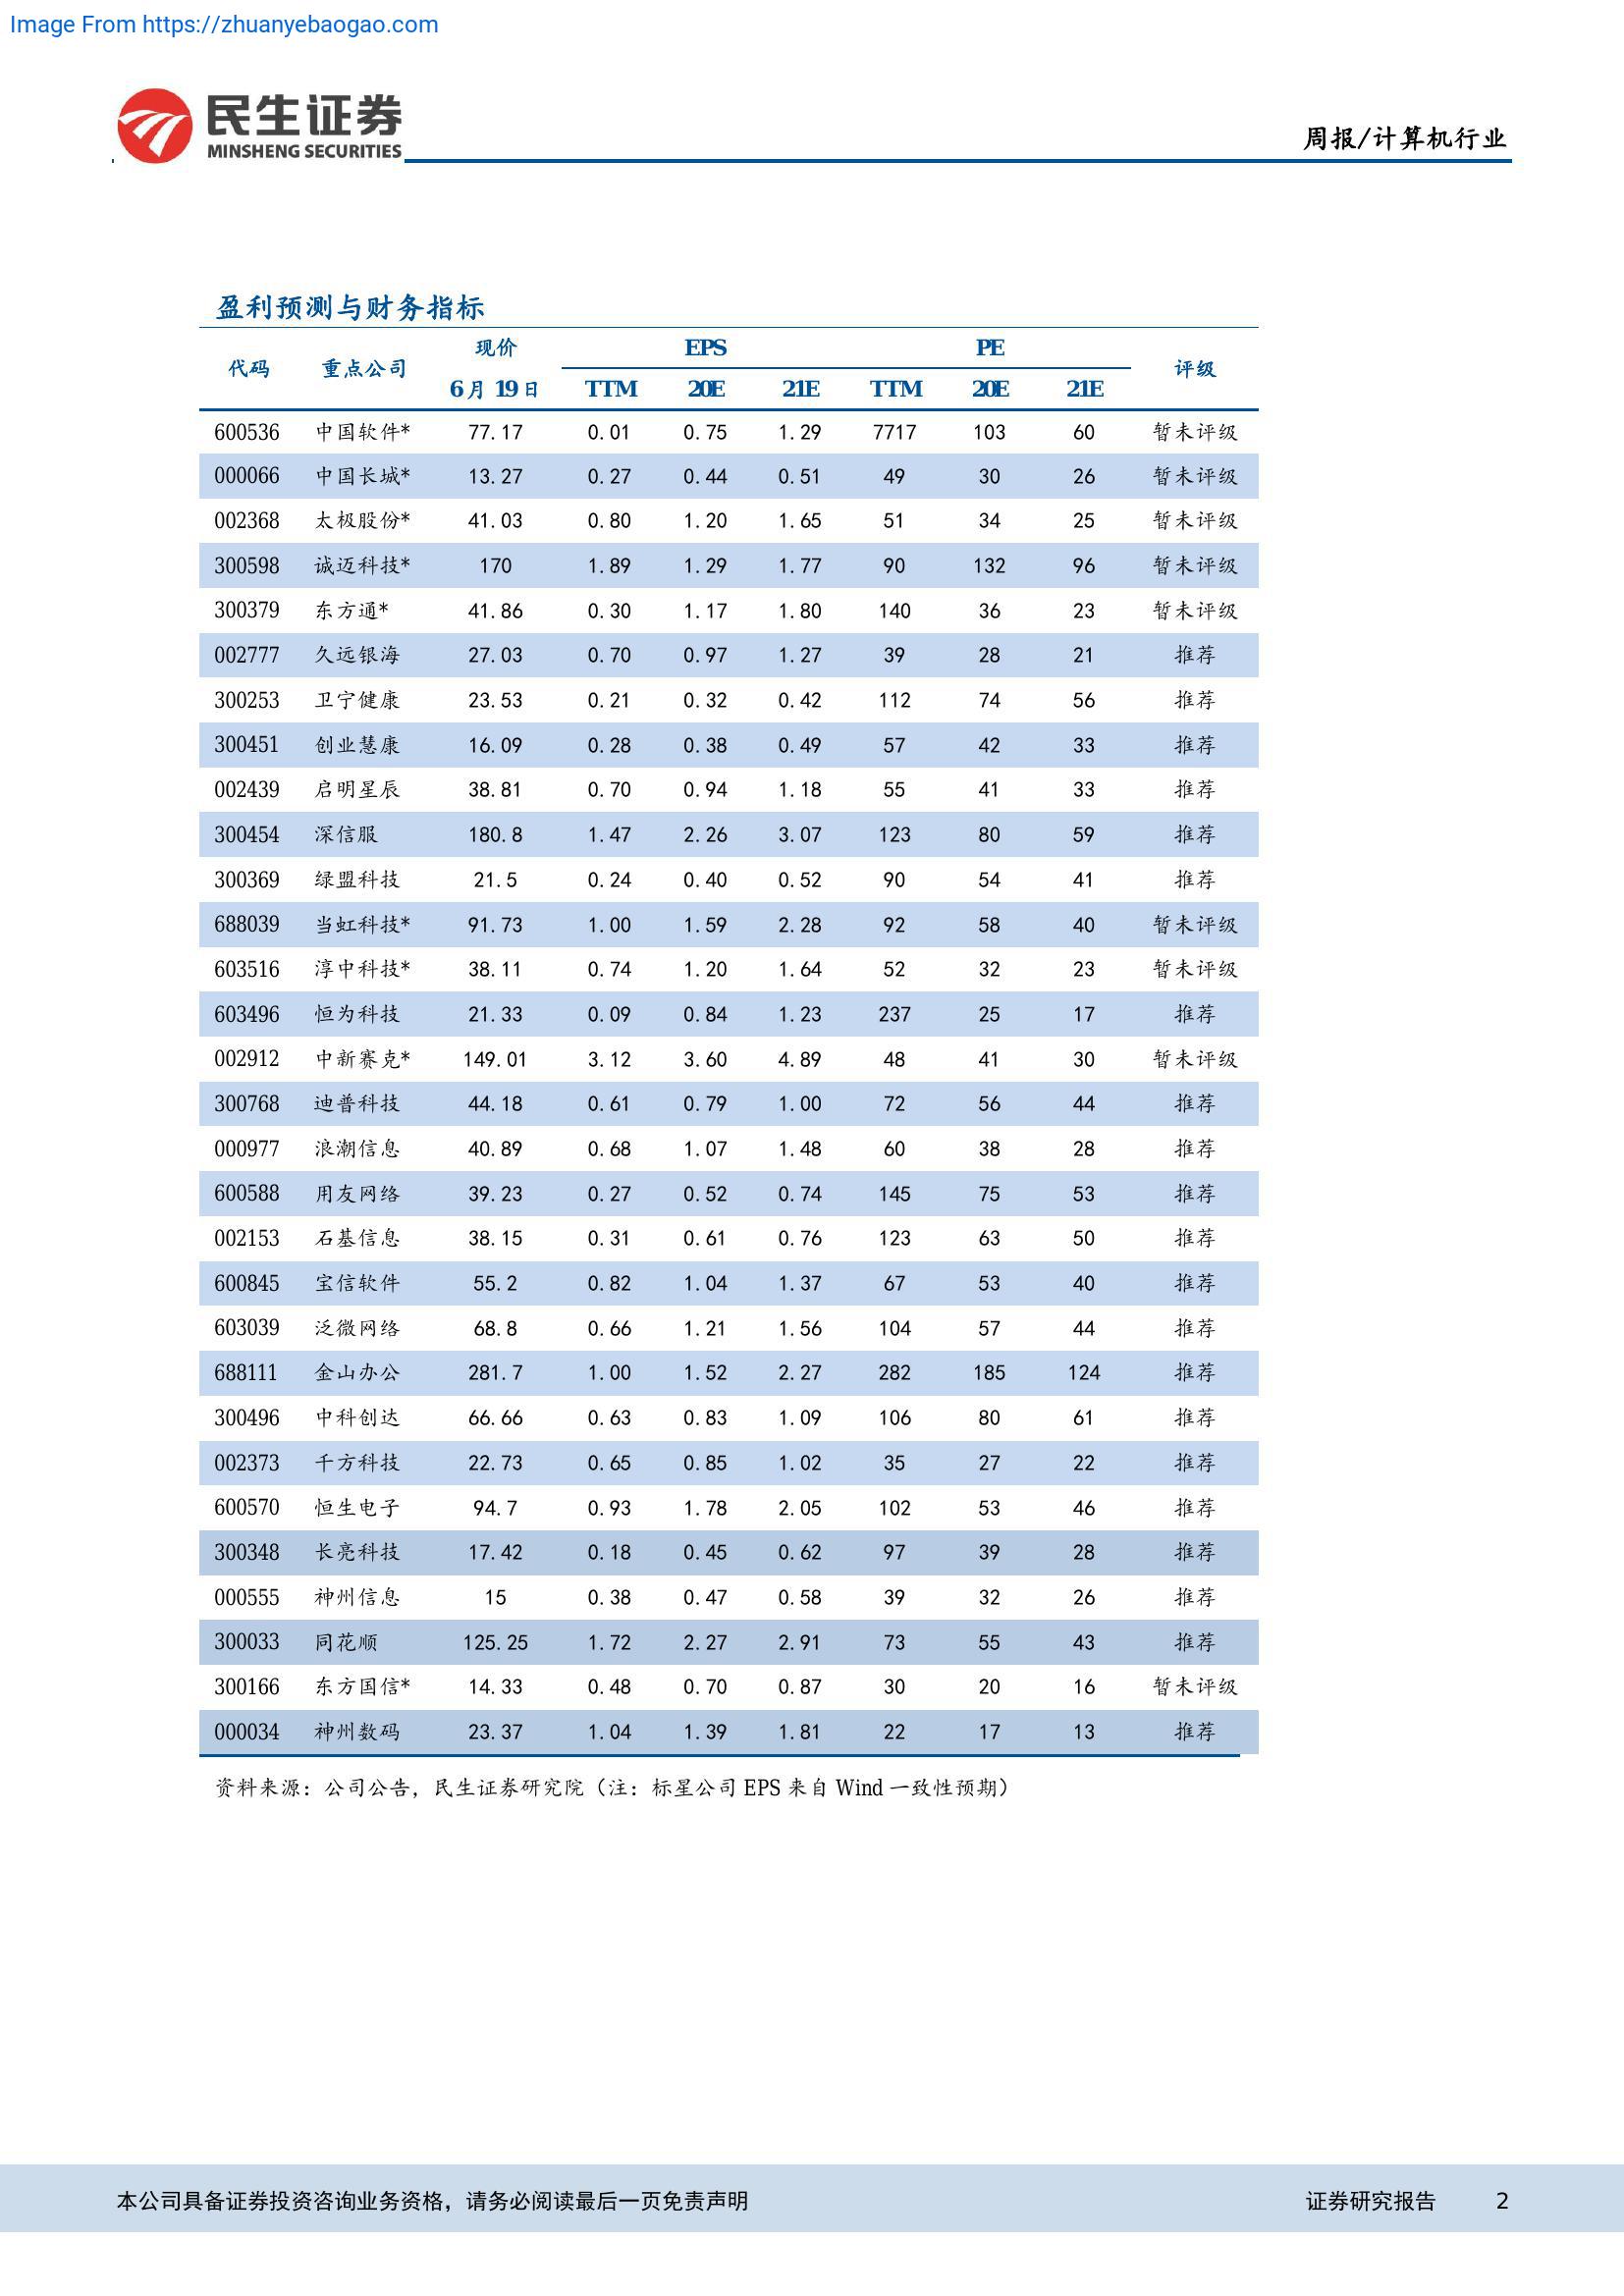 Image From https://zhuanyebaogao.com
民生证券
MINSHENG SECURITIES
周报/计算机行业
盈利预测与财务指标
代码 重点公司 现价 EPS PE 评级
6月19日 TTM 20E 21E TTM 20E 21E
600536 中国软件* 77.17 0.01 0.75 1.29 7717 103 60 暂未评级
000066 中国长城* 13.27 0.27 0.44 0.51 49 30 26 暂未评级
002368 太极股份* 41.03 0.80 1.20 1.65 51 34 25 暂未评级
300598 诚迈科技* 170 1.89 1.29 1.77 90 132 96 暂未评级
300379 东方通* 41.86 0.30 1.17 1.80 140 36 23 暂未评级
002777 久远银海 27.03 0.70 0.97 1.27 39 28 21 推荐
300253 卫宁健康 23.53 0.21 0.32 0.42 112 74 56 推荐
300451 创业慧康 16.09 0.28 0.38 0.49 57 42 33 推荐
002439 启明星辰 38.81 0.70 0.94 1.18 55 41 33 推荐
300454 深信服 180.8 1.47 2.26 3.07 123 80 59 推荐
300369 绿盟科技 21.5 0.24 0.40 0.52 90 54 41 推荐
688039 当虹科技* 91.73 1.00 1.59 2.28 92 58 40 暂未评级
603516 淳中科技* 38.11 0.74 1.20 1.64 52 32 23 暂未评级
603496 恒为科技 21.33 0.09 0.84 1.23 237 25 17 推荐
002912 中新赛克* 149.01 3.12 3.60 4.89 48 41 30 暂未评级
300768 迪普科技 44.18 0.61 0.79 1.00 72 56 44 推荐
000977 浪潮信息 40.89 0.68 1.07 1.48 60 38 28 推荐
600588 用友网络 39.23 0.27 0.52 0.74 145 75 53 推荐
002153 石基信息 38.15 0.31 0.61 0.76 123 63 50 推荐
600845 宝信软件 55.2 0.82 1.04 1.37 67 53 40 推荐
603039 泛微网络 68.8 0.66 1.21 1.56 104 57 44 推荐
688111 金山办公 281.7 1.00 1.52 2.27 282 185 124 推荐
300496 中科创达 66.66 0.63 0.83 1.09 106 80 61 推荐
002373 千方科技 22.73 0.65 0.85 1.02 35 27 22 推荐
600570 恒生电子 94.7 0.93 1.78 2.05 102 53 46 推荐
300348 长亮科技 17.42 0.18 0.45 0.62 97 39 28 推荐
000555 神州信息 15 0.38 0.47 0.58 39 32 26 推荐
300033 同花顺 125.25 1.72 2.27 2.91 73 55 43 推荐
300166 东方国信* 14.33 0.48 0.70 0.87 30 20 16 暂未评级
000034 神州数码 23.37 1.04 1.39 1.81 22 17 13 推荐
资料来源：公司公告，民生证券研究院（注：标星公司 EPS 来自 Wind 一致性预期）
本公司具备证券投资咨询业务资格，请务必阅读最后一页免责声明 证券研究报告 2